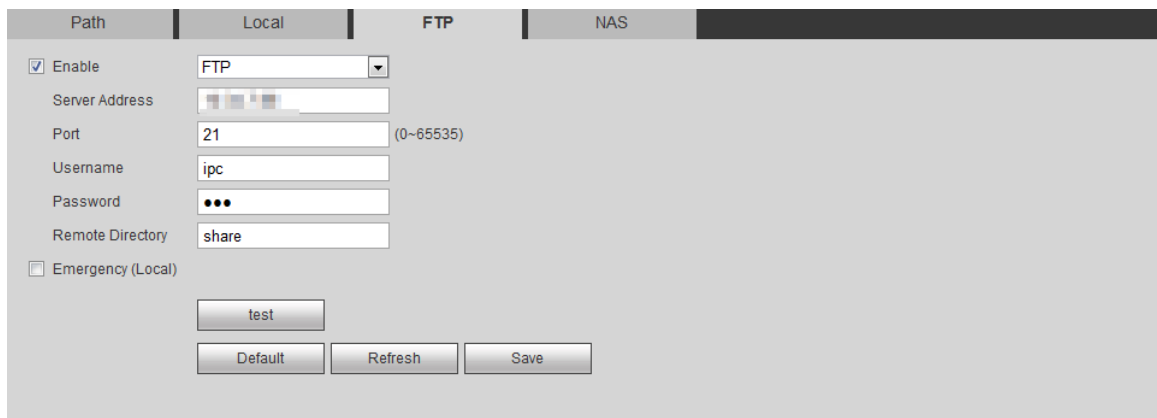 Path Local FTP NAS
Enable FTP
Server Address
Port 21 (0~65535)
Username ipc
Password ●●●
Remote Directory share
Emergency (Local)
test
Default Refresh Save